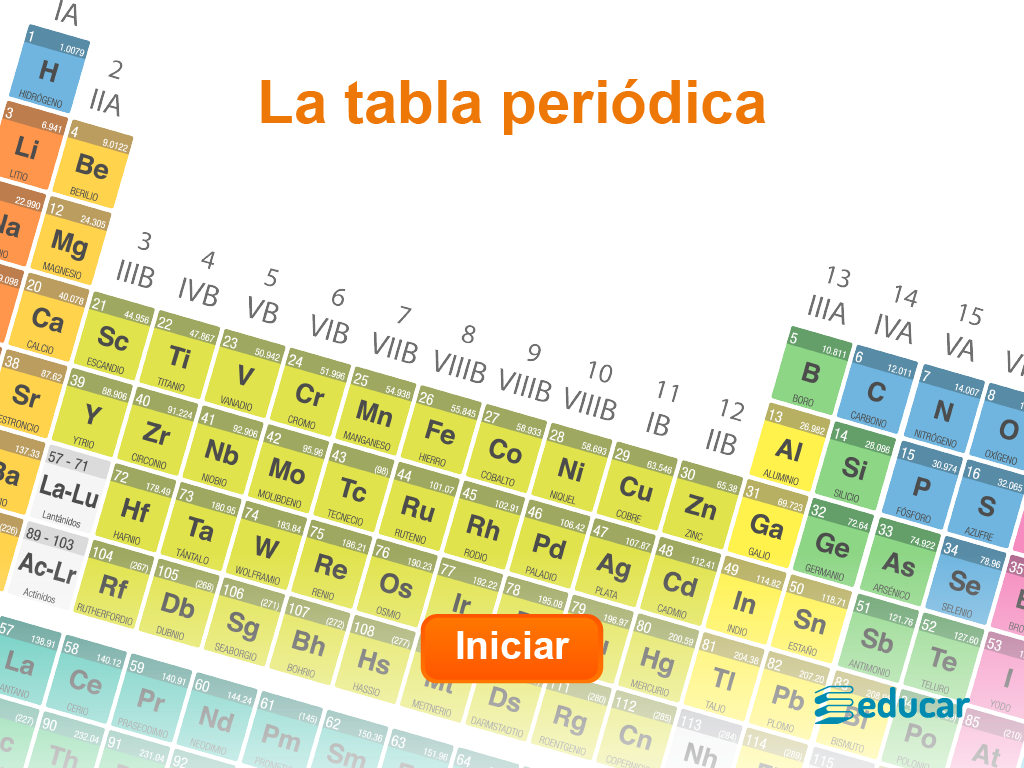 IA
1 1.0079
H
HIDRÓGENO
2
IIA
La tabla periódica
3 6.941
Li
LITIO
4 9.0122
Be
BERILIO
22.990
Na
12 24.305
Mg
MAGNESIO
3
IIIB
4
IVB
5
VB
6
VIB
7
VIIB
8
VIIIB
9
VIIIB
10
VIIIB
11
IB
12
IIB
13
IIIA
14
IVA
15
VA
20 40.078
Ca
CALCIO
21 44.956
Sc
ESCANDIO
22 47.867
Ti
TITANIO
23 50.942
V
VANADIO
24 51.996
Cr
CROMO
25 54.938
Mn
MANGANESO
26 55.845
Fe
HIERRO
27 58.933
Co
COBALTO
28 58.693
Ni
NIQUEL
29 63.546
Cu
COBRE
30 65.38
Zn
ZINC
5 10.811
B
BORO
6 12.011
C
CARBONO
7 14.007
N
NITRÓGENO
8
O
OXÍGENO
13 26.982
Al
ALUMINIO
14 28.086
Si
SILICIO
15 30.974
P
FÓSFORO
16 32.065
S
AZUFRE
31 69.723
Ga
GALIO
32 72.64
Ge
GERMANIO
33 74.922
As
ARSÉNICO
34 78.96
Se
SELENIO
35
38 87.62
Sr
ESTRONCIO
39 88.906
Y
YTRIO
40 91.224
Zr
CIRCONIO
41 92.906
Nb
NIOBIO
42 95.96
Mo
MOLIBDENO
43 (98)
Tc
TECNECIO
44 101.07
Ru
RUTENIO
45 102.91
Rh
RODIO
46 106.42
Pd
PALADIO
47 107.87
Ag
PLATA
48 112.41
Cd
CADMIO
49 114.82
In
INDIO
50 118.71
Sn
ESTAÑO
51 121.76
Sb
ANTIMONIO
52 127.60
Te
TELURO
53
I
YODO
137.33
Ba
57 - 71
La-Lu
Lantánidos
72 178.49
Hf
HAFNIO
73 180.95
Ta
TÁNTALO
74 183.84
W
WOLFRAMIO
75 186.21
Re
RENIO
76 190.23
Os
OSMIO
77 192.22
Ir
78 195.08
79 196.97
80 200.59
Hg
MERCURIO
81 204.38
Tl
TALIO
82 207.20
Pb
PLOMO
83
Bi
BISMUTO
Po
POLONIO
85 (210)
At
(226)
89 - 103
Ac-Lr
Actínidos
104 (267)
Rf
RUTHERFORDIO
105 (268)
Db
DUBNIO
106 (271)
Sg
SEABORGIO
107 (272)
Bh
BOHRIO
108 (277)
Hs
HASSIO
Mt
MEITNERIO
Ds
DARMSTADTIO
111 (280)
Rg
ROENTGENIO
112 (285)
Cn
COPERNICIO
113 (284)
Nh
114 (289)
115
Iniciar
57 138.91
La
LANTANO
58 140.12
Ce
CERIO
59 140.91
Pr
PRASEODIMIO
60 144.24
Nd
NEODIMIO
61 (145)
Pm
62 150.36
Sm
63 151.96
64
(227)
90 232.04
Th
91 231.04
92
educar